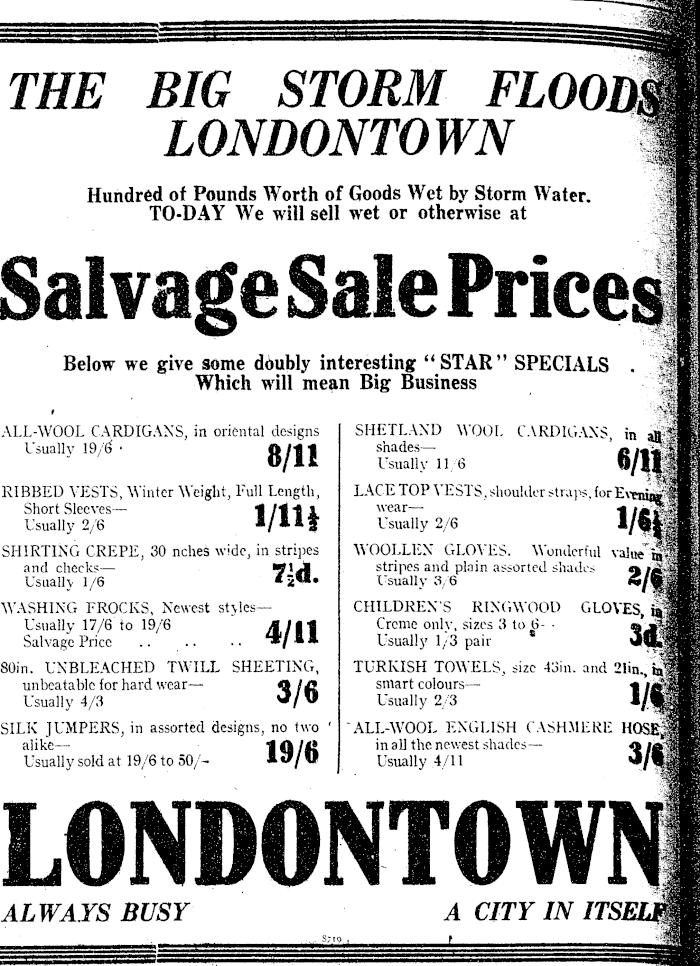 THE BIG STORM FLOODS
LONDONTOWN
Hundred of Pounds Worth of Goods Wet by Storm Water.
TO-DAY We will sell wet or otherwise at
Salvage Sale Prices
Below we give some doubly interesting "STAR" SPECIALS
Which will mean Big Business
ALL-WOOL CARDIGANS, in oriental designs
Usually 19/6
8/11
RIBBED VESTS, Winter Weight, Full Length,
Short Sleeves—
Usually 2/6
1/11½
SHIRTING CREPE, 30 nches wide, in stripes
and checks—
Usually 1/6
7½d.
WASHING FROCKS, Newest styles—
Usually 17/6 to 19/6
Salvage Price .. .. ..
4/11
80in. UNBLEACHED TWILL SHEETING,
unbeatable for hard wear—
Usually 4/3
3/6
SILK JUMPERS, in assorted designs, no two
alike—
Usually sold at 19/6 to 50/-
19/6
SHETLAND WOOL CARDIGANS, in all
shades—
Usually 11/6
6/11
LACE TOP VESTS, shoulder straps, for Evening
wear—
Usually 2/6
1/6½
WOOLLEN GLOVES. Wonderful value in
stripes and plain assorted shades
Usually 3/6
2/6
CHILDREN'S RINGWOOD GLOVES, in
Creme only, sizes 3 to 6-
Usually 1/3 pair
3d.
TURKISH TOWELS, size 43in. and 21in., in
smart colours—
Usually 2/3
1/6
ALL-WOOL ENGLISH CASHMERE HOSE,
in all the newest shades—
Usually 4/11
3/6
LONDONTOWN
ALWAYS BUSY A CITY IN ITSELF